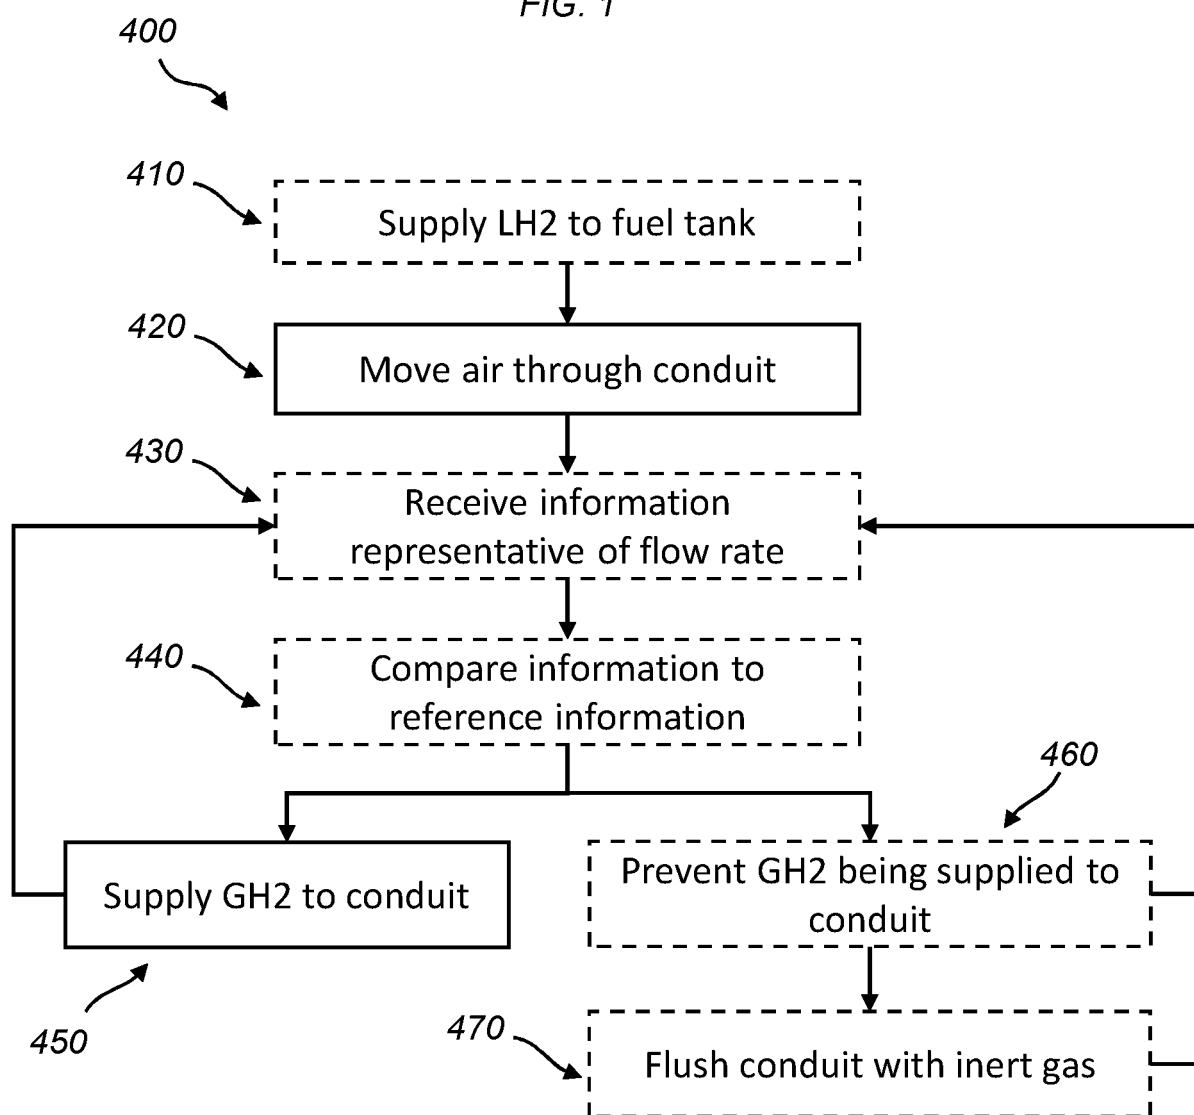 FIG. 1
400
410
Supply LH2 to fuel tank
420
Move air through conduit
430
Receive information
representative of flow rate
440
Compare information to
reference information
460
Supply GH2 to conduit
Prevent GH2 being supplied to
conduit
450
470
Flush conduit with inert gas